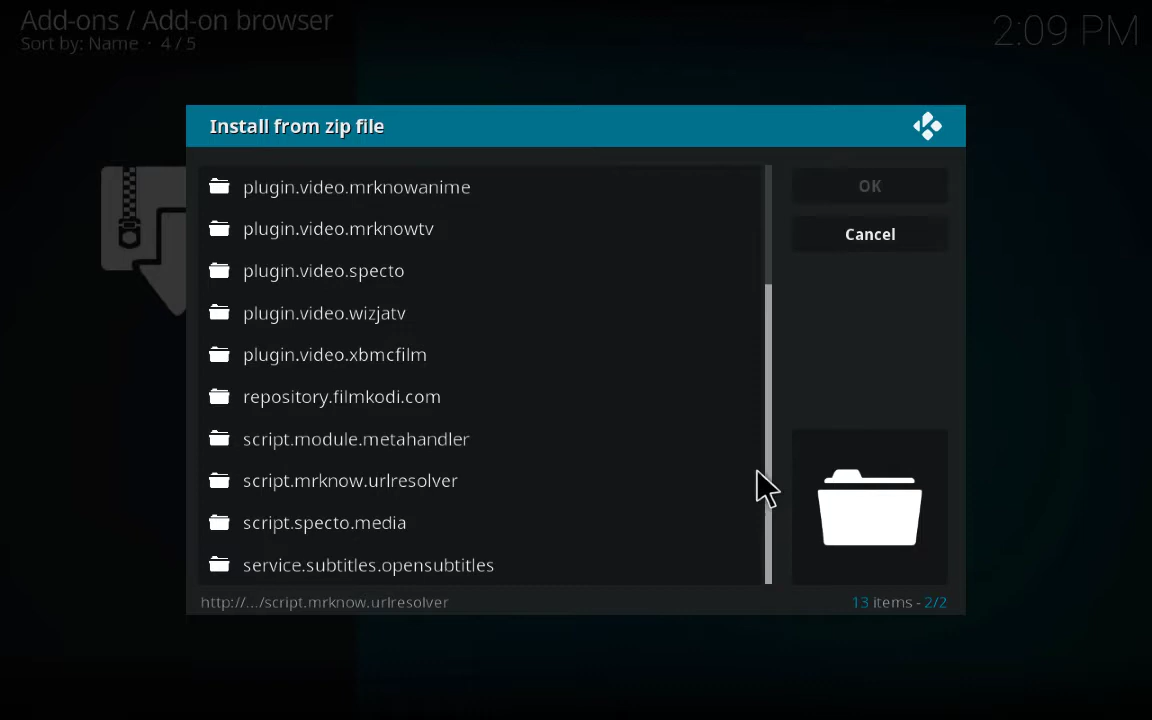 Add-ons / Add-on browser
Sort by: Name · 4 / 5
2:09 PM
Install from zip file
plugin.video.mrknowanime
plugin.video.mrknowtv
plugin.video.specto
plugin.video.wizjatv
plugin.video.xbmcfilm
repository.filmkodi.com
script.module.metahandler
script.mrknow.urlresolver
script.specto.media
service.subtitles.opensubtitles
OK
Cancel
http://.../script.mrknow.urlresolver
13 items - 2/2